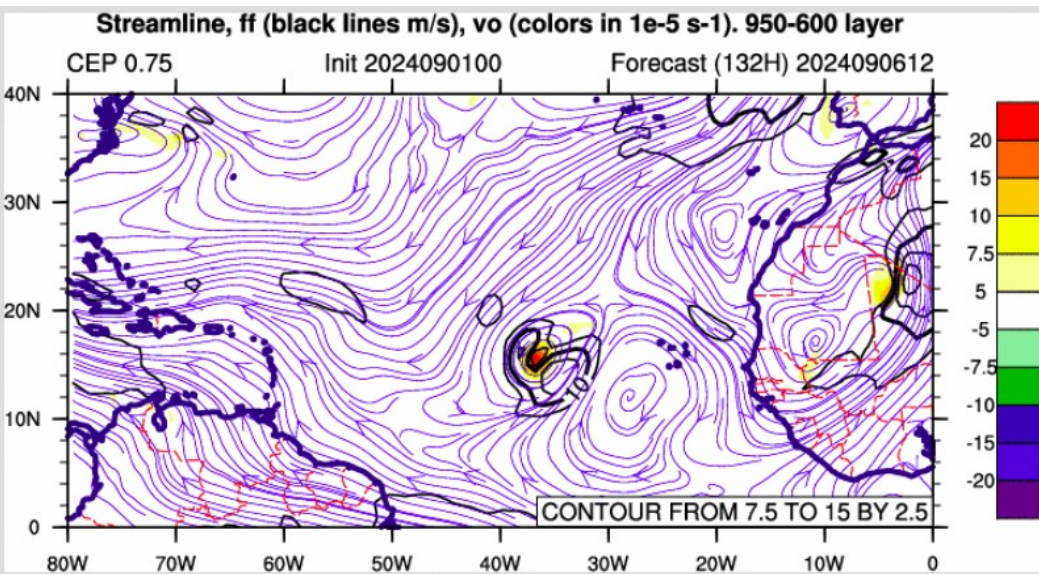 Streamline, ff (black lines m/s), vo (colors in 1e-5 s-1). 950-600 layer
CEP 0.75 Init 2024090100 Forecast (132H) 2024090612
40N
30N
20N
10N
0
10
CONTOUR FROM 7.5 TO 15 BY 2.5
80W 70W 60W 50W 40W 30W 20W 10W 0
20
15
10
7.5
5
-5
-7.5
-10
-15
-20